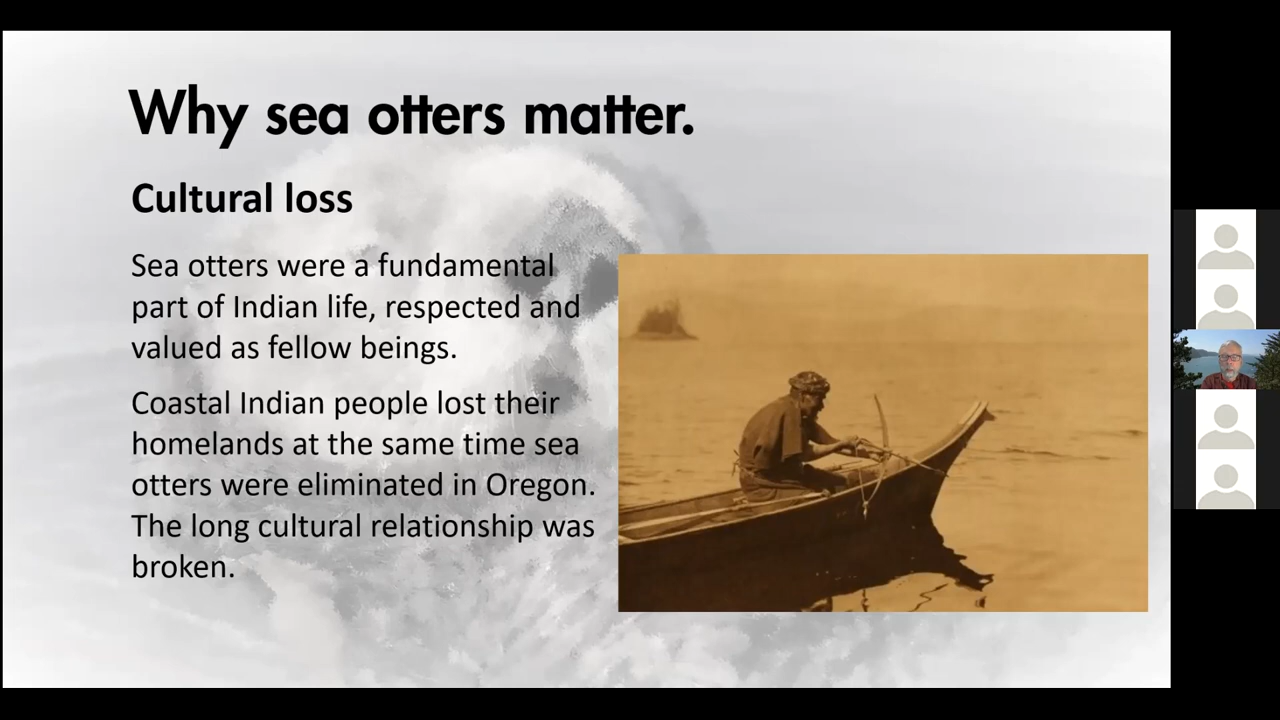 Why sea otters matter.
Cultural loss
Sea otters were a fundamental
part of Indian life, respected and
valued as fellow beings.
Coastal Indian people lost their
homelands at the same time sea
otters were eliminated in Oregon.
The long cultural relationship was
broken.